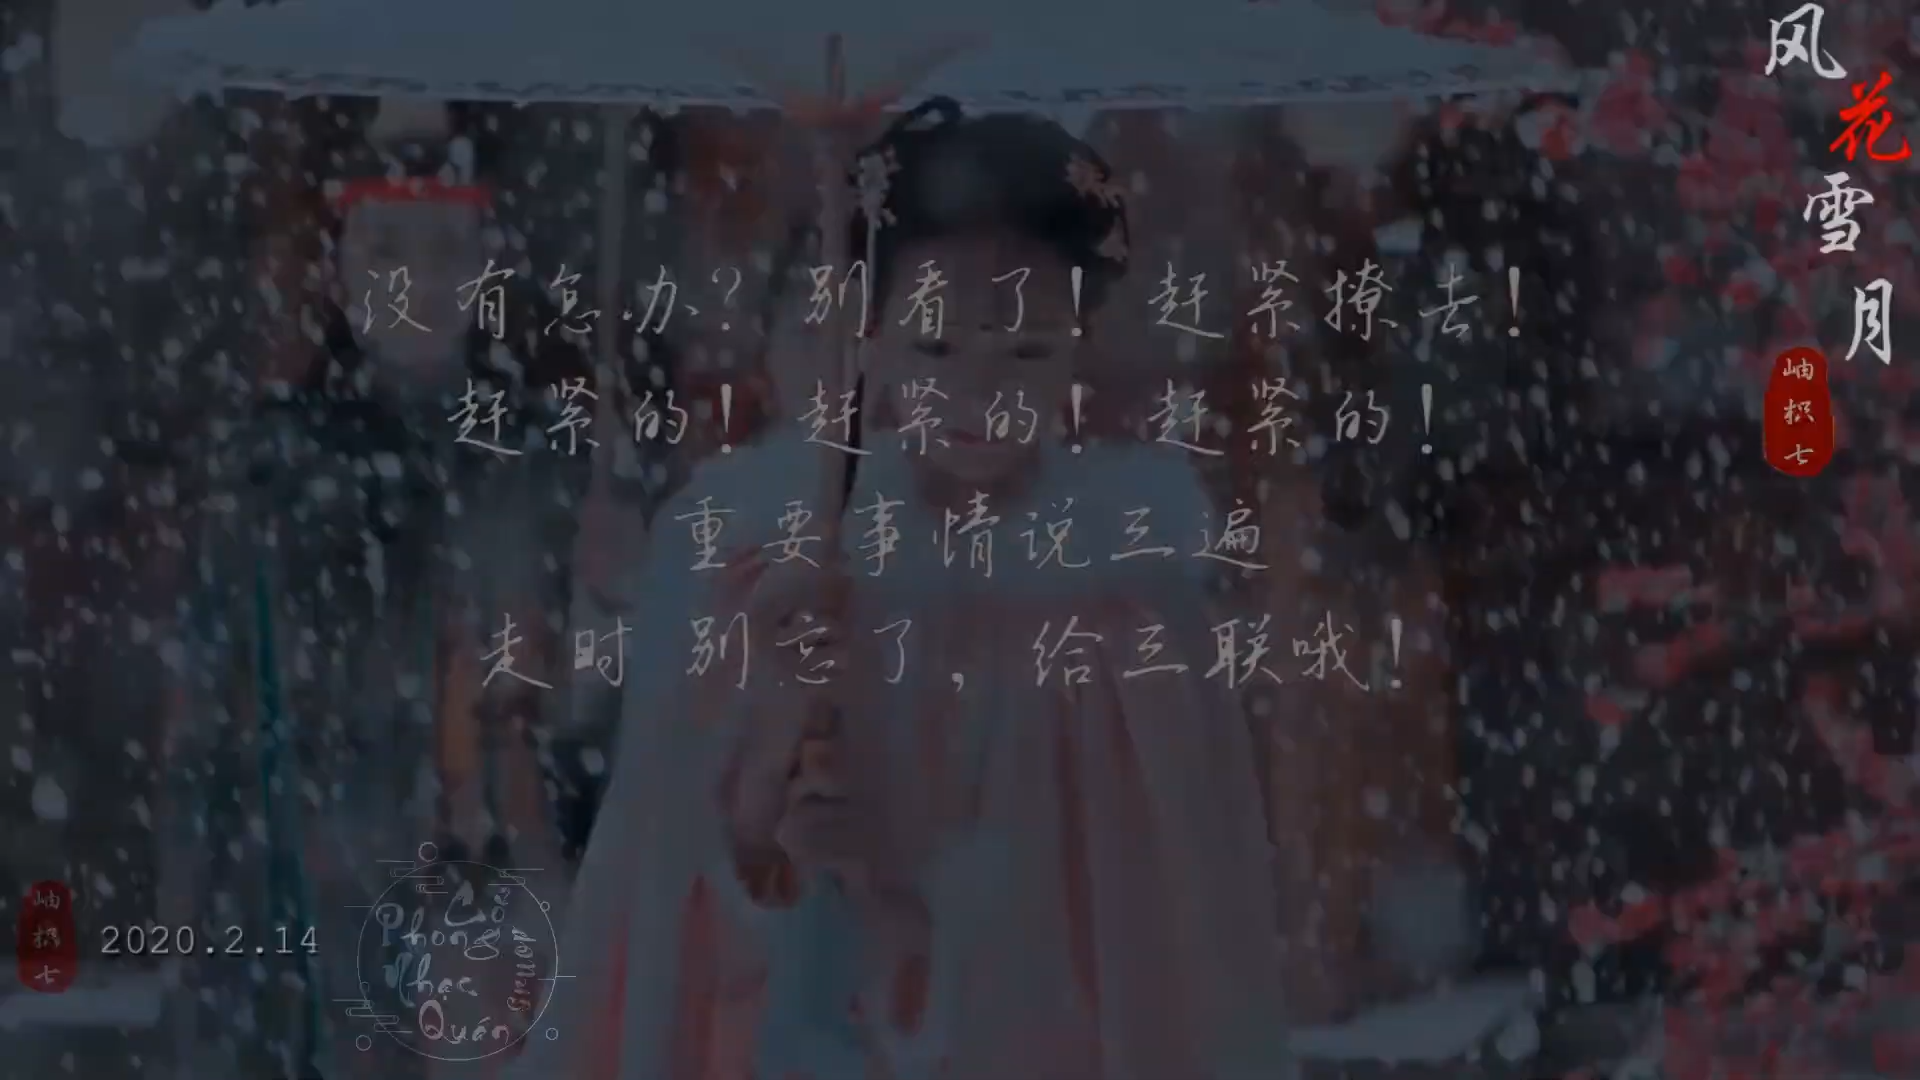 没有怎办？别看了！赶紧撩去！
赶紧的！赶紧的！赶紧的！
重要事情说三遍
走时 别忘了，给三联哦！
风花雪月
岫枳七
岫枳七
2020.2.14
Cổ
Phong
Nhạc
Quán